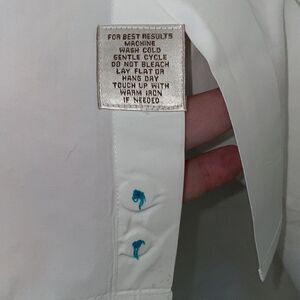 FOR BEST RESULTS
MACHINE
WASH COLD
GENTLE CYCLE
DO NOT BLEACH
LAY FLAT OR
HANG DRY
TOUCH UP WITH
WARM IRON
IF NEEDED